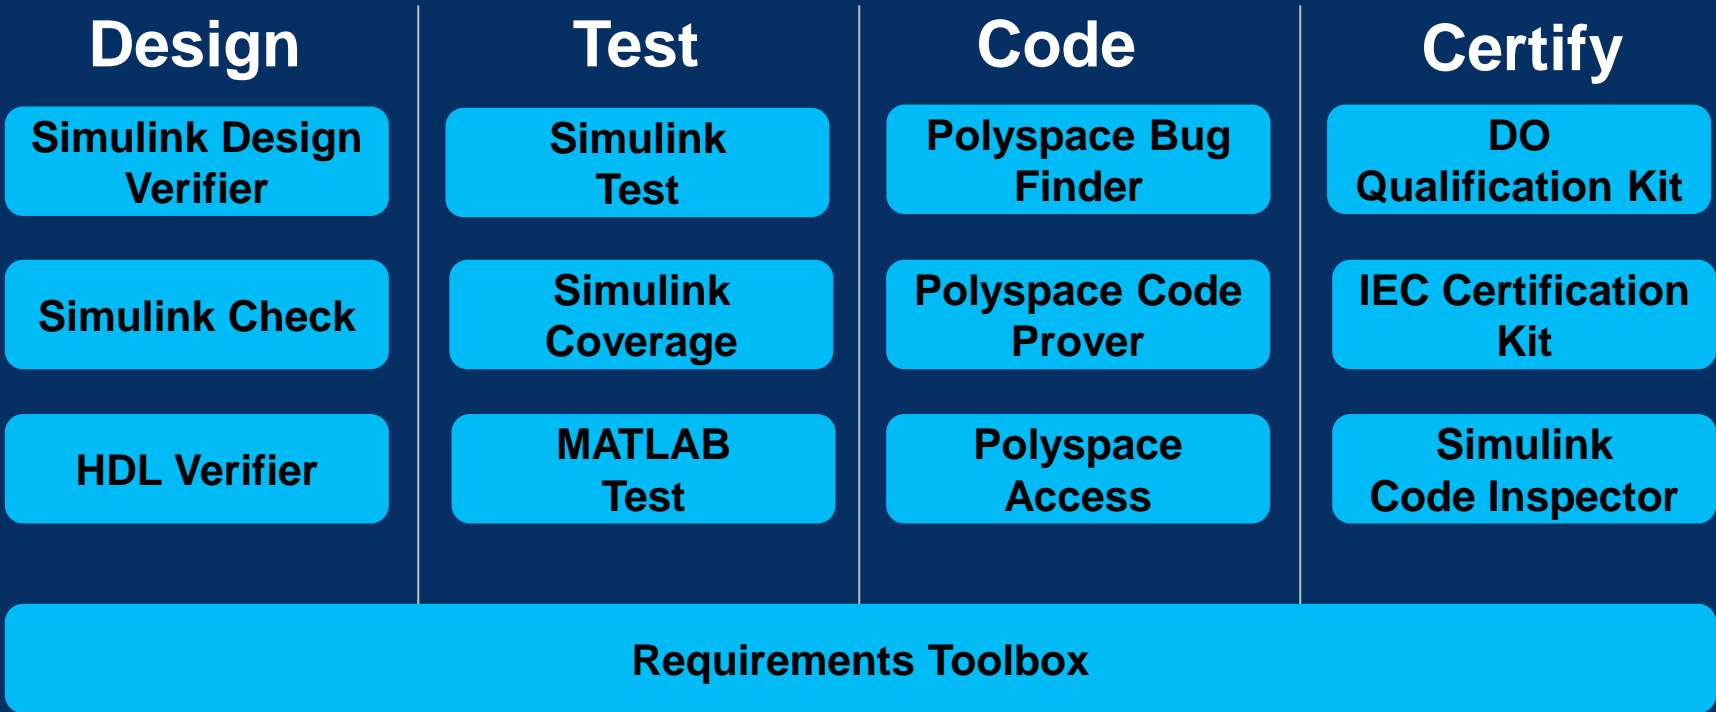 Design
Simulink Design
Verifier
Simulink Check
HDL Verifier
Test
Simulink
Test
Simulink
Coverage
MATLAB
Test
Code
Polyspace Bug
Finder
Polyspace Code
Prover
Polyspace
Access
Certify
DO
Qualification Kit
IEC Certification
Kit
Simulink
Code Inspector
Requirements Toolbox